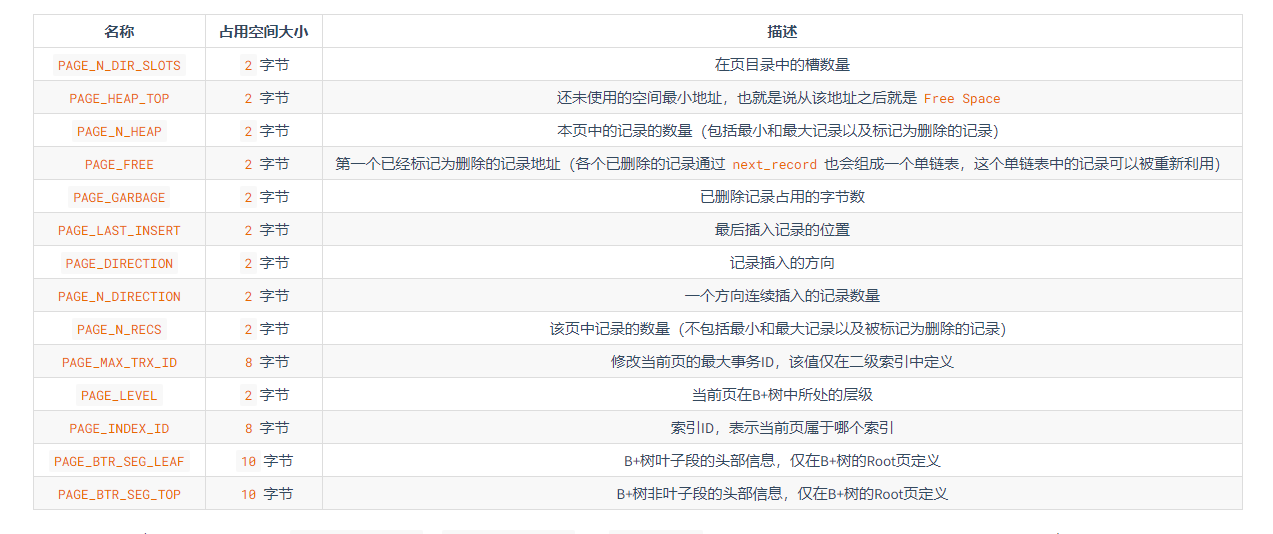 名称 占用空间大小 描述
PAGE_N_DIR_SLOTS 2 字节 在页目录中的槽数量
PAGE_HEAP_TOP 2 字节 还未使用的空间最小地址，也就是说从该地址之后就是 Free Space
PAGE_N_HEAP 2 字节 本页中的记录的数量（包括最小和最大记录以及标记为删除的记录）
PAGE_FREE 2 字节 第一个已经标记为删除的记录地址（各个已删除的记录通过 next_record 也会组成一个单链表，这个单链表中的记录可以被重新利用）
PAGE_GARBAGE 2 字节 已删除记录占用的字节数
PAGE_LAST_INSERT 2 字节 最后插入记录的位置
PAGE_DIRECTION 2 字节 记录插入的方向
PAGE_N_DIRECTION 2 字节 一个方向连续插入的记录数量
PAGE_N_RECS 2 字节 该页中记录的数量（不包括最小和最大记录以及被标记为删除的记录）
PAGE_MAX_TRX_ID 8 字节 修改当前页的最大事务ID，该值仅在二级索引中定义
PAGE_LEVEL 2 字节 当前页在B+树中所处的层级
PAGE_INDEX_ID 8 字节 索引ID，表示当前页属于哪个索引
PAGE_BTR_SEG_LEAF 10 字节 B+树叶子段的头部信息，仅在B+树的Root页定义
PAGE_BTR_SEG_TOP 10 字节 B+树非叶子段的头部信息，仅在B+树的Root页定义